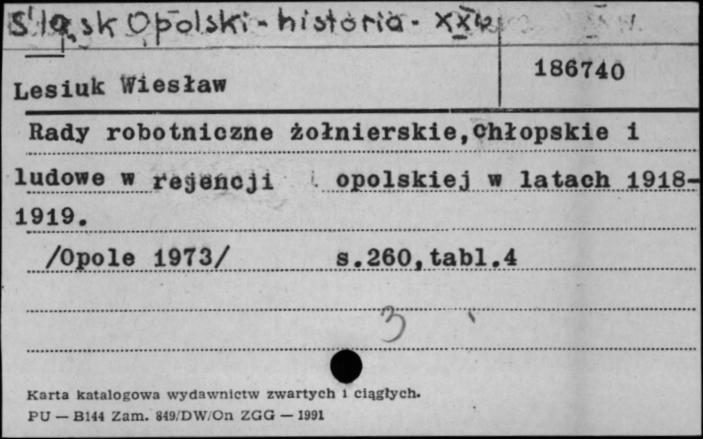 Śląsk Opolski - historia - XX w.
186740
Lesiuk Wiesław
Rady robotniczne żołnierskie,chłopskie i
ludowe w rejencji opolskiej w latach 1918-
1919.
/Opole 1973/ s.260,tabl.4
3
Karta katalogowa wydawnictw zwartych i ciągłych.
PU — B144 Zam. 849/DW/On ZGG — 1991